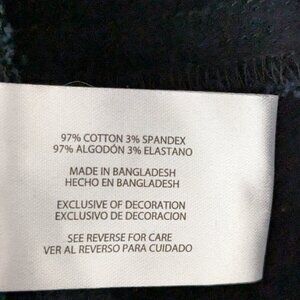 97% COTTON 3% SPANDEX
97% ALGODÓN 3% ELASTANO
MADE IN BANGLADESH
HECHO EN BANGLADESH
EXCLUSIVE OF DECORATION
EXCLUSIVO DE DECORACION
SEE REVERSE FOR CARE
VER AL REVERSO PARA CUIDADO